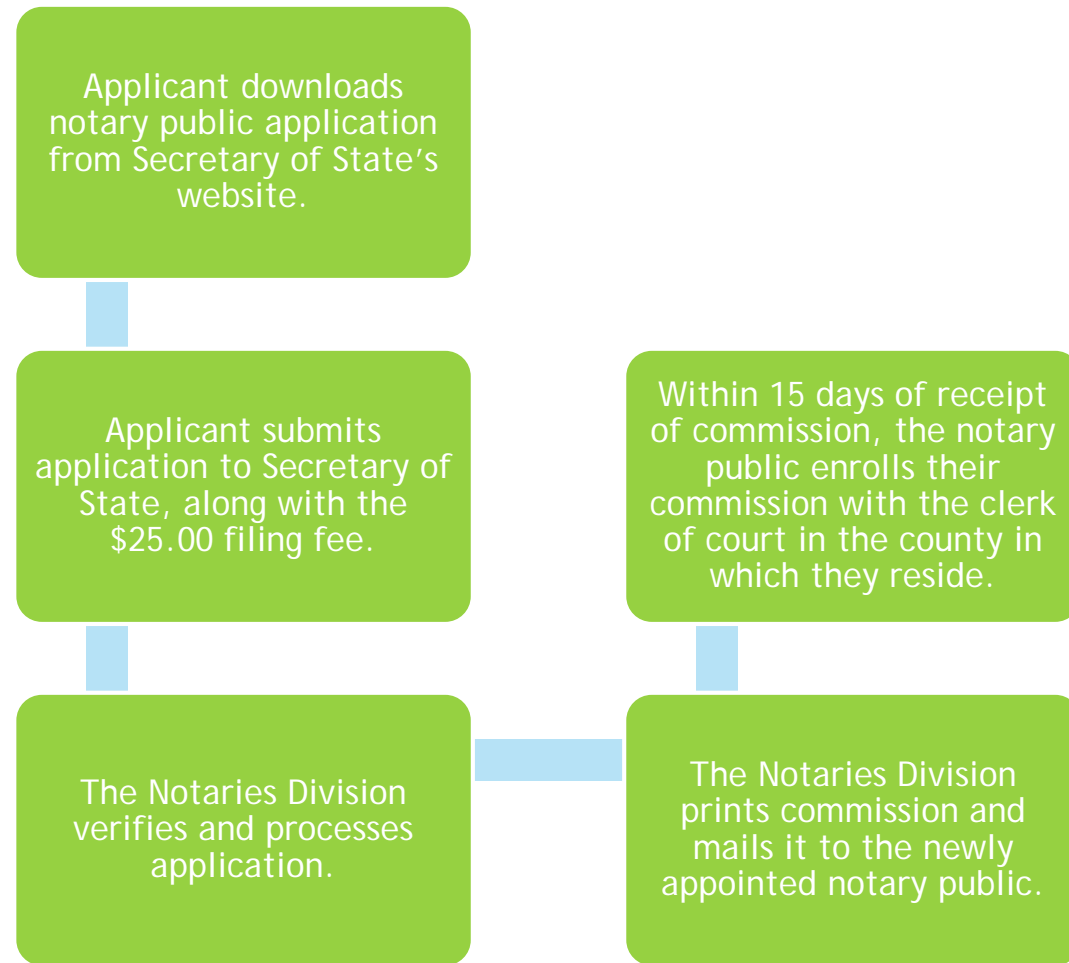 Applicant downloads
notary public application
from Secretary of State’s
website.
Applicant submits
application to Secretary of
State, along with the
$25.00 filing fee.
The Notaries Division
verifies and processes
application.
The Notaries Division
prints commission and
mails it to the newly
appointed notary public.
Within 15 days of receipt
of commission, the notary
public enrolls their
commission with the clerk
of court in the county in
which they reside.